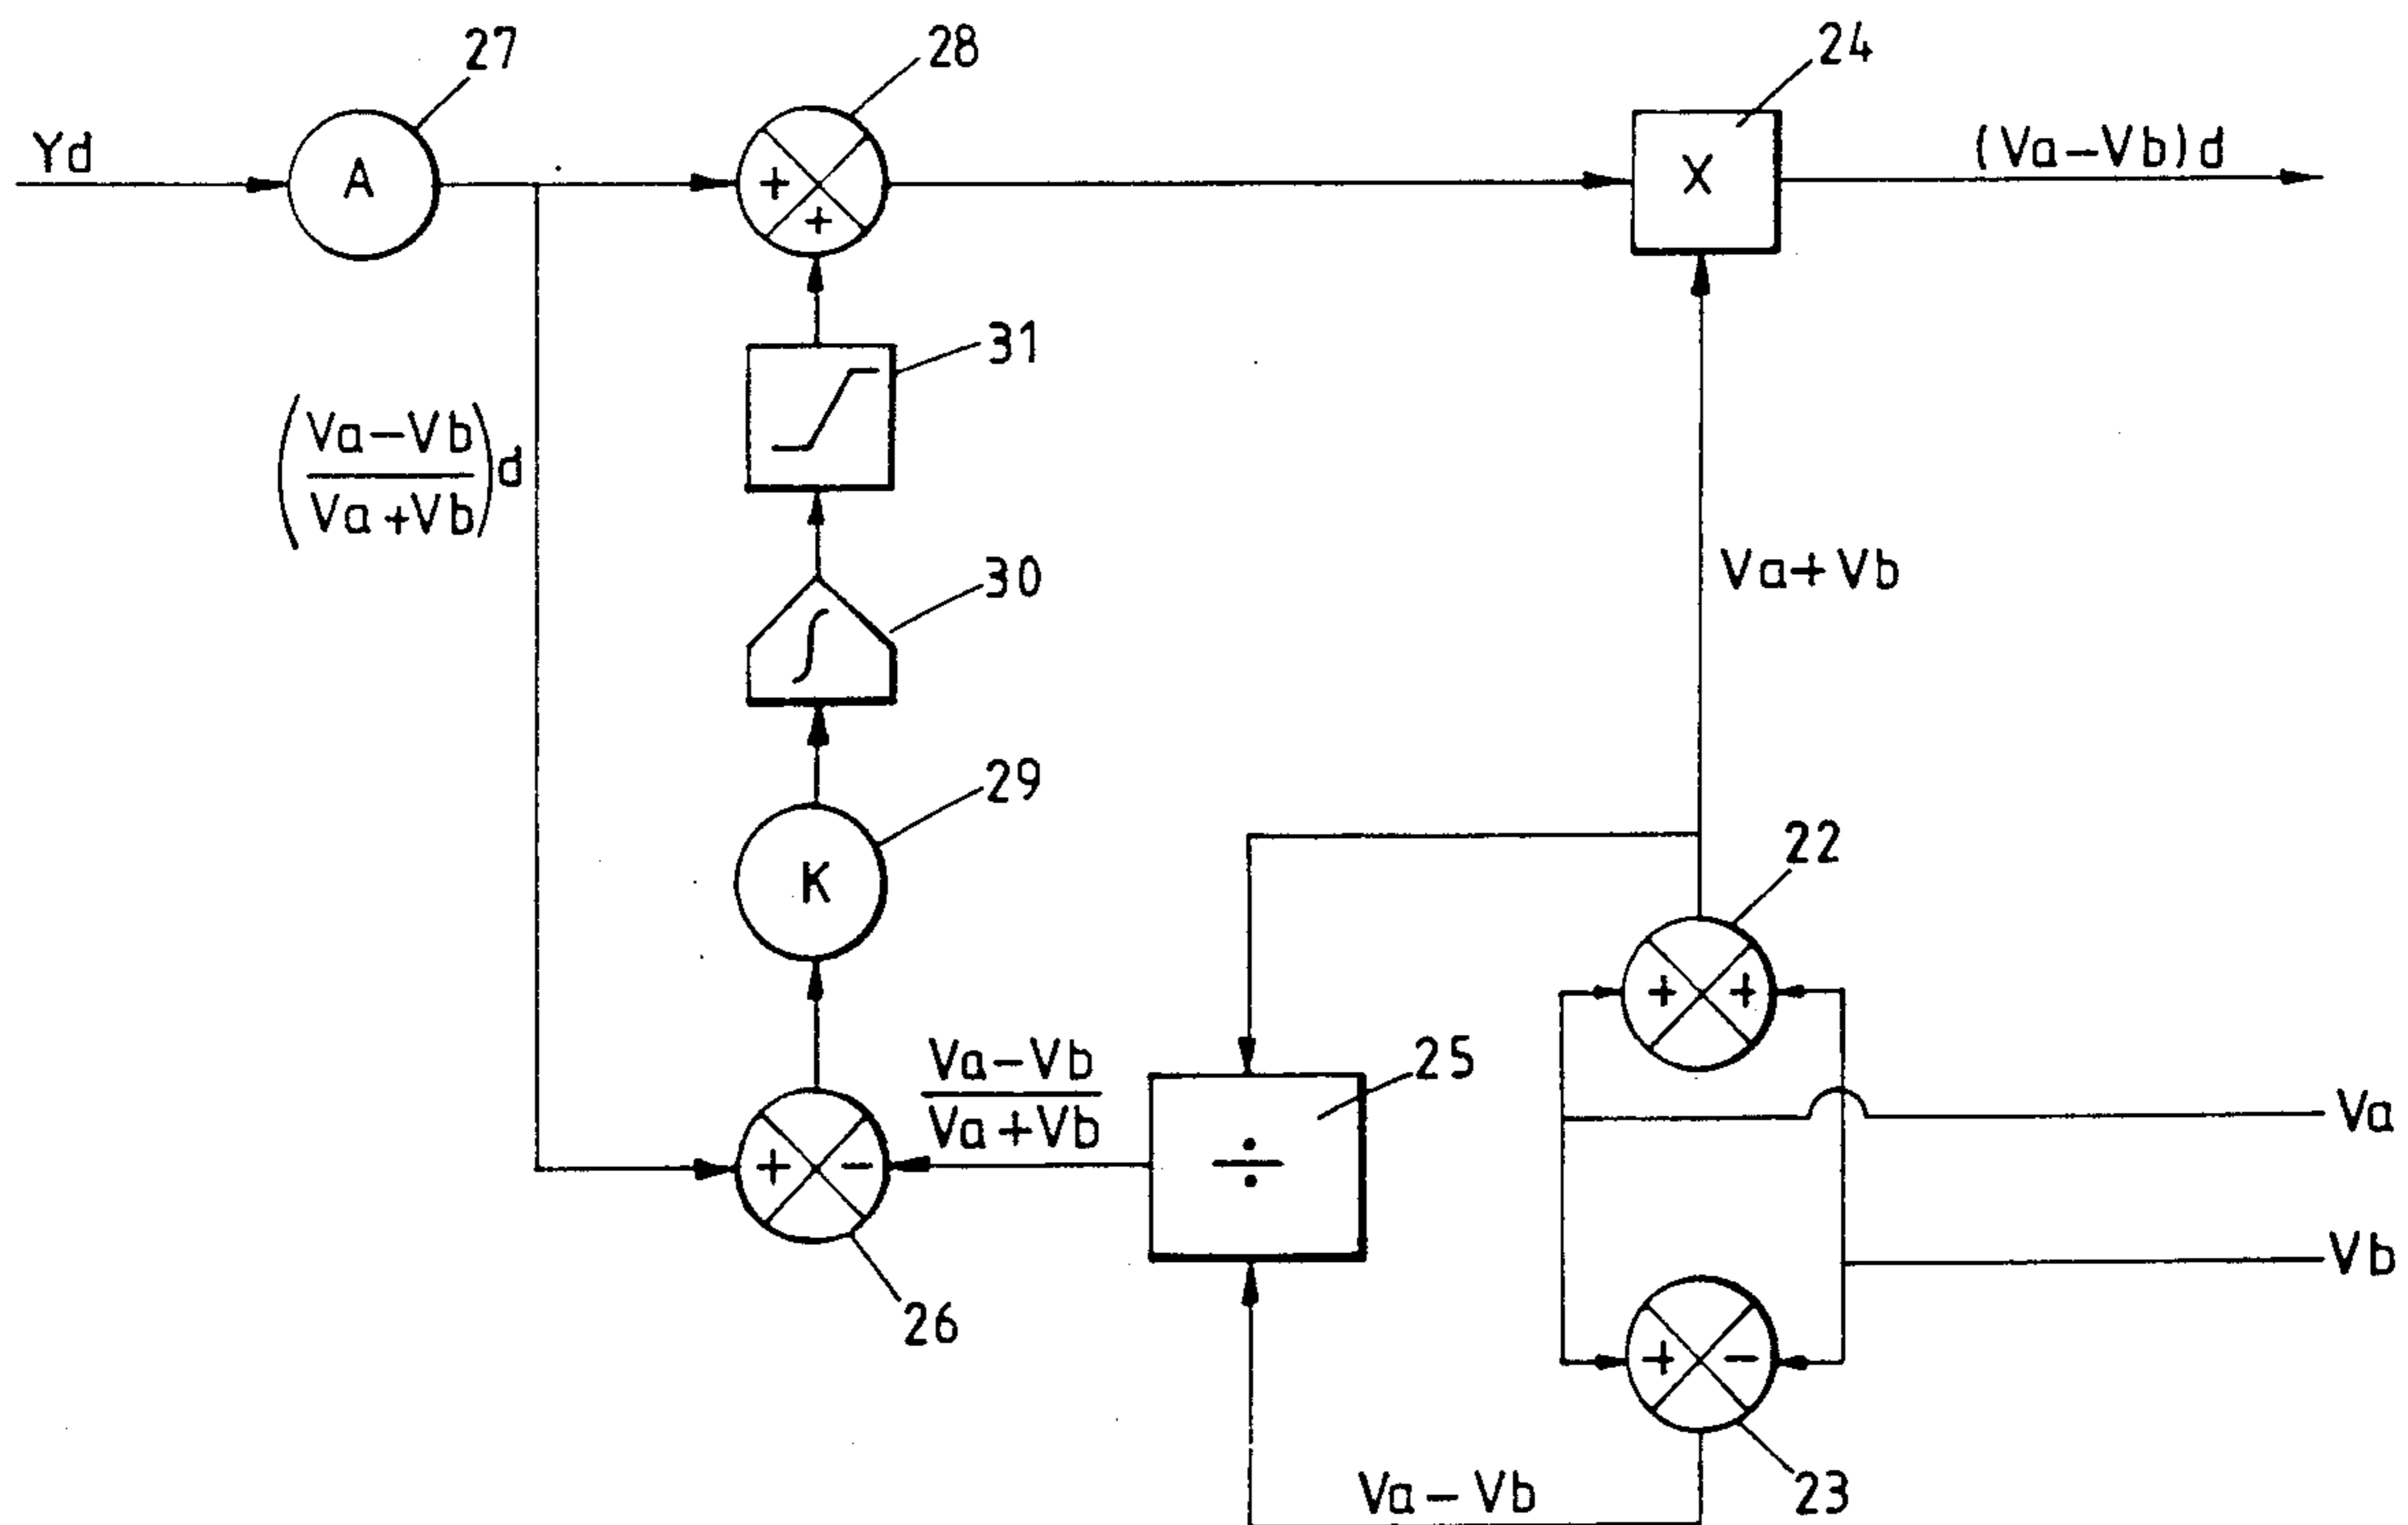 27
28
24
Yd
A
+
+
X
(Va-Vb)d
31
(Va-Vb
Va+Vb)d
∫
30
Va+Vb
29
K
22
+ +
Va-Vb
Va+Vb
25
Va
+ -
÷
Vb
26
+ -
Va-Vb
23